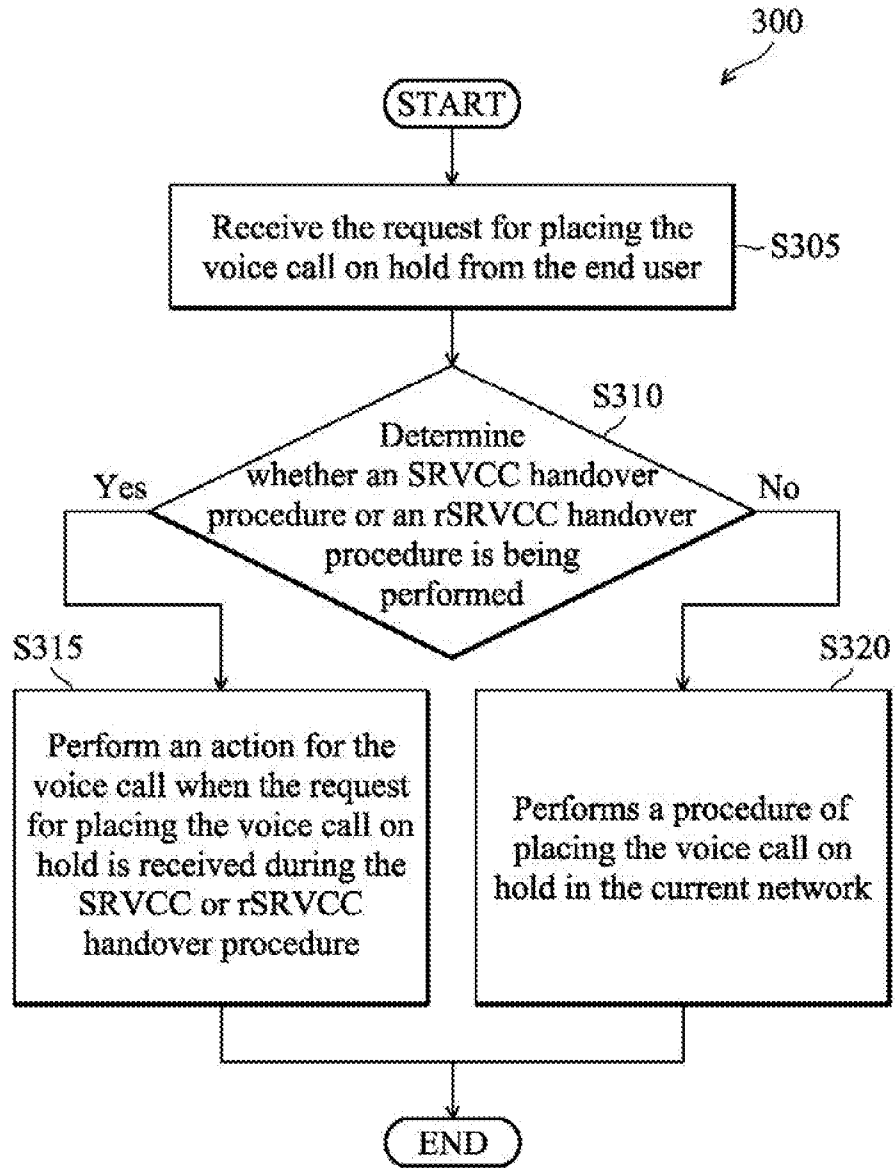 300
START
Receive the request for placing the
voice call on hold from the end user
S305
S310
Determine
whether an SRVCC handover
procedure or an rSRVCC handover
procedure is being
performed
Yes
No
S315
Perform an action for the
voice call when the request
for placing the voice call on
hold is received during the
SRVCC or rSRVCC
handover procedure
S320
Performs a procedure of
placing the voice call on
hold in the current network
END